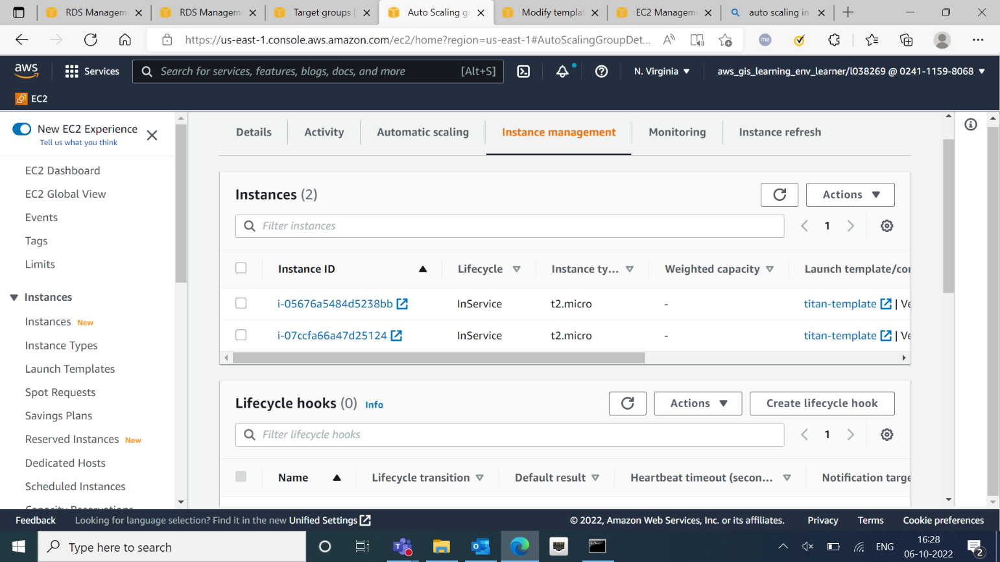 RDS Managem
RDS Managem
Target groups |
Auto Scaling g
Modify templa
EC2 Managem
auto scaling in
https://us-east-1.console.aws.amazon.com/ec2/home?region=us-east-1#AutoScalingGroupDet...
me
aws
Services
Search for services, features, blogs, docs, and more
[Alt+S]
N. Virginia
aws_gis_learning_env_learner/l038269 @ 0241-1159-8068
EC2
New EC2 Experience
Tell us what you think
EC2 Dashboard
EC2 Global View
Events
Tags
Limits
Instances
Instances New
Instance Types
Launch Templates
Spot Requests
Savings Plans
Reserved Instances New
Dedicated Hosts
Scheduled Instances
Capacity Reservations
Details
Activity
Automatic scaling
Instance management
Monitoring
Instance refresh
Instances (2)
Actions
Filter instances
1
Instance ID
Lifecycle
Instance ty...
Weighted capacity
Launch template/con
i-05676a5484d5238bb
InService
t2.micro
-
titan-template | Ve
i-07ccfa66a47d25124
InService
t2.micro
-
titan-template | Ve
Lifecycle hooks (0) Info
Actions
Create lifecycle hook
Filter lifecycle hooks
1
Name
Lifecycle transition
Default result
Heartbeat timeout (secon...
Notification targe
Feedback
Looking for language selection? Find it in the new Unified Settings
© 2022, Amazon Web Services, Inc. or its affiliates.
Privacy
Terms
Cookie preferences
Type here to search
ENG
16:28
06-10-2022
2